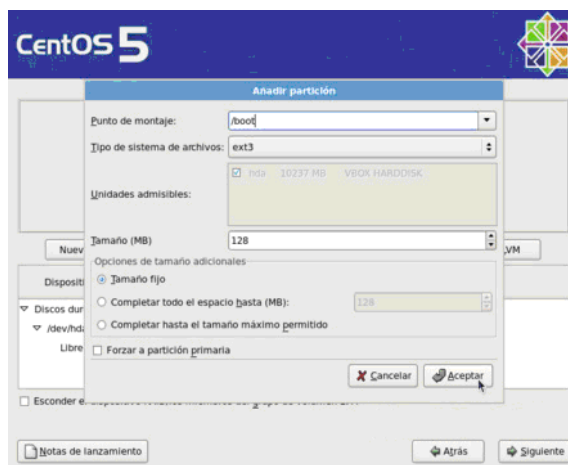 CentOS 5
Añadir partición
Punto de montaje: /boot
Tipo de sistema de archivos: ext3
hda 10237 MB VBOX HARDDISK
Unidades admisibles:
Nuev
LVM
Tamaño (MB) 128
Opciones de tamaño adicionales
Disposit
Tamaño fijo
Discos dur
Completar todo el espacio hasta (MB): 128
/dev/hda
Completar hasta el tamaño máximo permitido
Libre
Forzar a partición primaria
Cancelar Aceptar
Esconder e
Notas de lanzamiento Atrás Siguiente